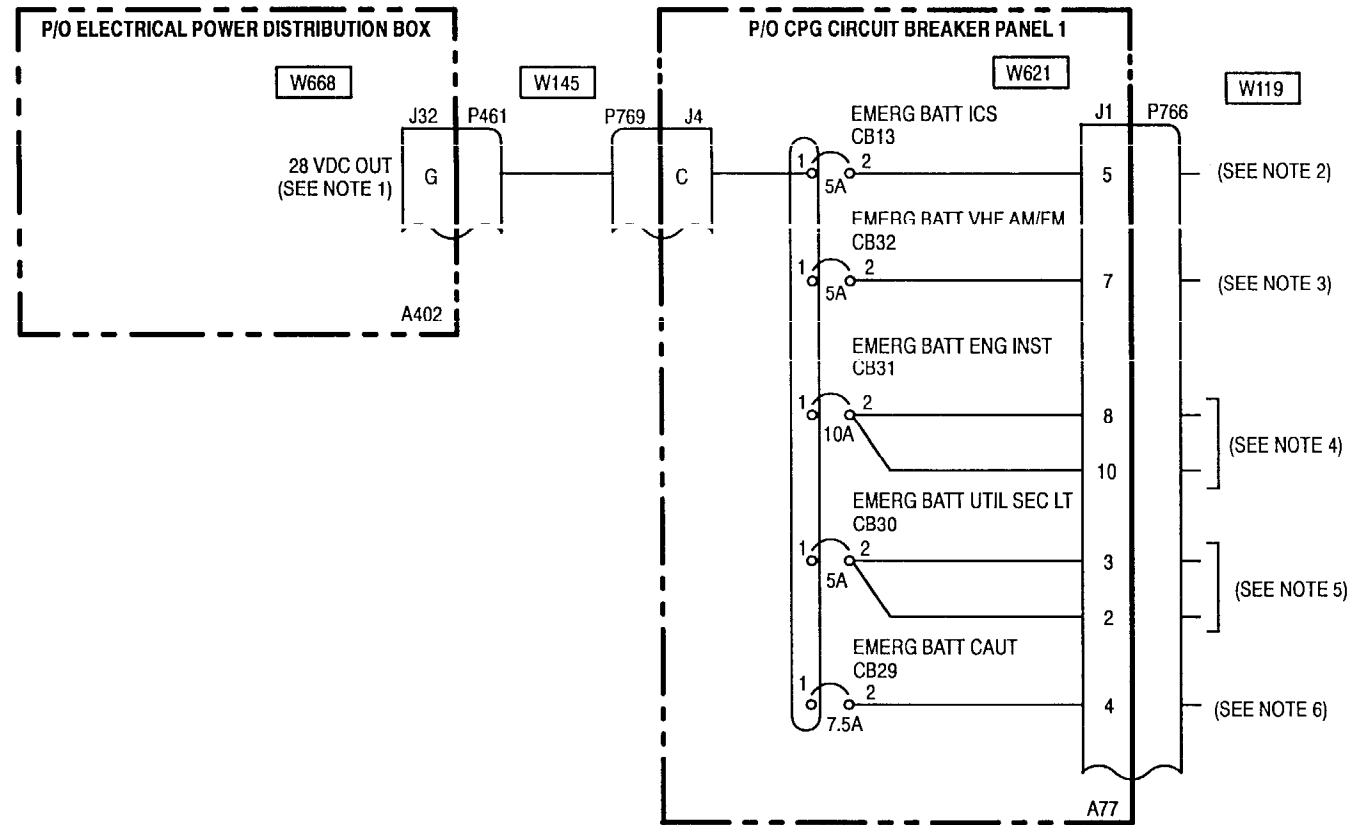 P/O ELECTRICAL POWER DISTRIBUTION BOX
P/O CPG CIRCUIT BREAKER PANEL 1
W668
W145
W621
W119
J32
P461
P769
J4
EMERG BATT ICS
CB13
J1
P766
28 VDC OUT
(SEE NOTE 1)
G
C
1
2
5A
5
(SEE NOTE 2)
EMERG BATT VHF AM/FM
CB32
1
2
5A
7
(SEE NOTE 3)
A402
EMERG BATT ENG INST
CB31
1
2
10A
8
10
(SEE NOTE 4)
EMERG BATT UTIL SEC LT
CB30
1
2
5A
3
2
(SEE NOTE 5)
EMERG BATT CAUT
CB29
1
2
7.5A
4
(SEE NOTE 6)
A77